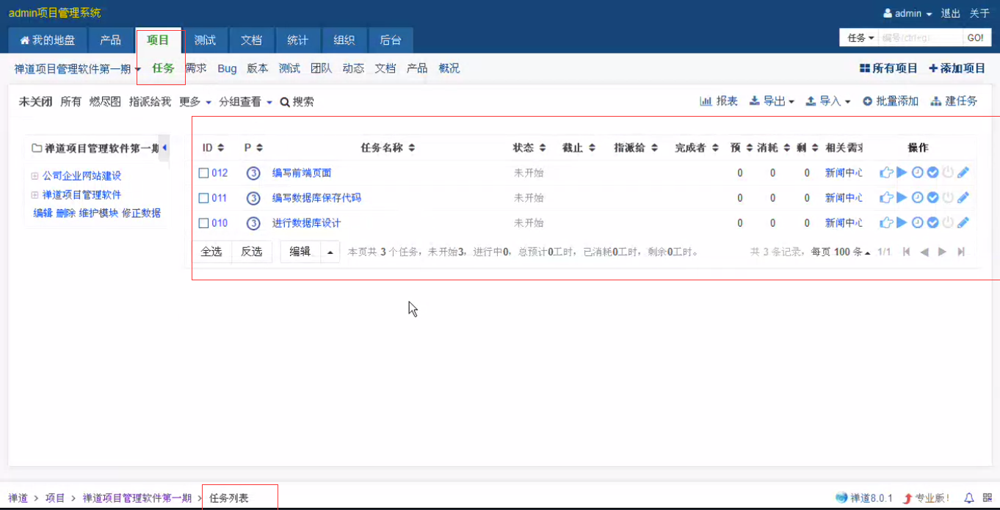 admin项目管理系统 admin 退出 关于
我的地盘 产品 项目 测试 文档 统计 组织 后台 任务 编号(ctrl+g) GO!
禅道项目管理软件第一期 任务 需求 Bug 版本 测试 团队 动态 文档 产品 概况 所有项目 添加项目
未关闭 所有 燃尽图 指派给我 更多 分组查看 搜索 报表 导出 导入 批量添加 建任务
禅道项目管理软件第一期
公司企业网站建设
禅道项目管理软件
编辑 删除 维护模块 修正数据
ID P 任务名称 状态 截止 指派给 完成者 预 消耗 剩 相关需求 操作
012 3 编写前端页面 未开始 0 0 0 新闻中心
011 3 编写数据库保存代码 未开始 0 0 0 新闻中心
010 3 进行数据库设计 未开始 0 0 0 新闻中心
全选 反选 编辑 本页共 3 个任务，未开始3，进行中0，总预计0工时，已消耗0工时，剩余0工时。 共 3 条记录，每页 100 条 1/1
禅道 > 项目 > 禅道项目管理软件第一期 > 任务列表 禅道8.0.1 专业版!